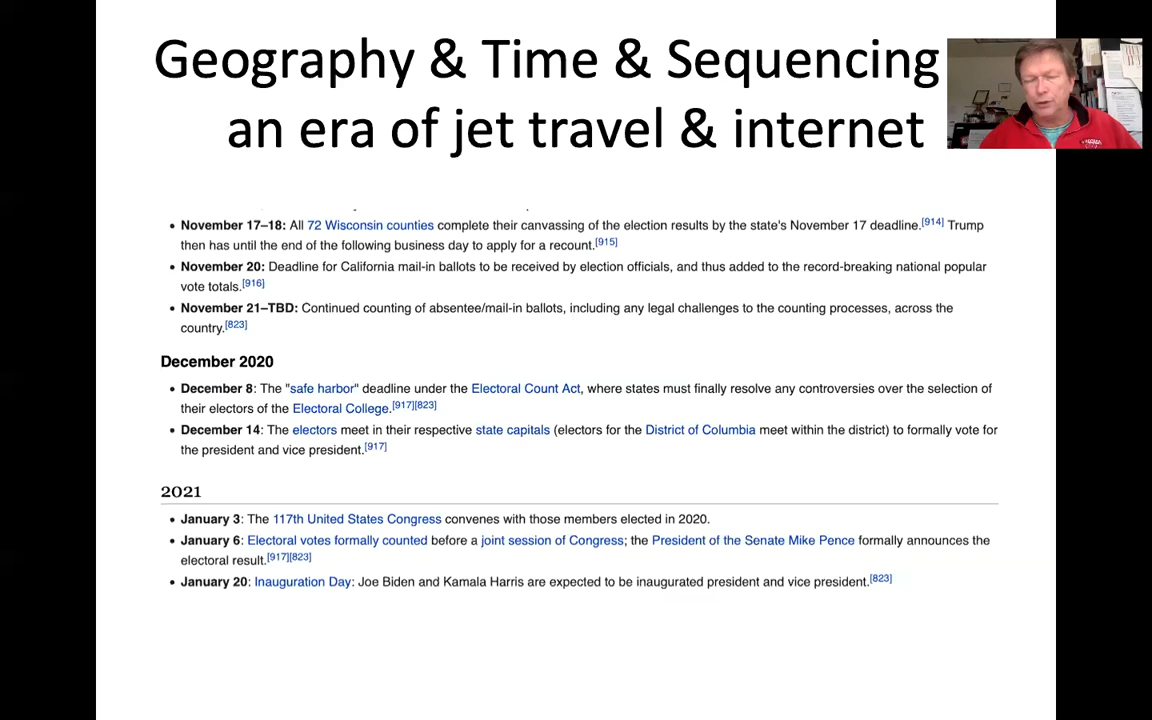 Geography & Time & Sequencing
an era of jet travel & internet
• November 17–18: All 72 Wisconsin counties complete their canvassing of the election results by the state's November 17 deadline.[914] Trump
then has until the end of the following business day to apply for a recount.[915]
• November 20: Deadline for California mail-in ballots to be received by election officials, and thus added to the record-breaking national popular
vote totals.[916]
• November 21–TBD: Continued counting of absentee/mail-in ballots, including any legal challenges to the counting processes, across the
country.[823]
December 2020
• December 8: The "safe harbor" deadline under the Electoral Count Act, where states must finally resolve any controversies over the selection of
their electors of the Electoral College.[917][823]
• December 14: The electors meet in their respective state capitals (electors for the District of Columbia meet within the district) to formally vote for
the president and vice president.[917]
2021
• January 3: The 117th United States Congress convenes with those members elected in 2020.
• January 6: Electoral votes formally counted before a joint session of Congress; the President of the Senate Mike Pence formally announces the
electoral result.[917][823]
• January 20: Inauguration Day: Joe Biden and Kamala Harris are expected to be inaugurated president and vice president.[823]